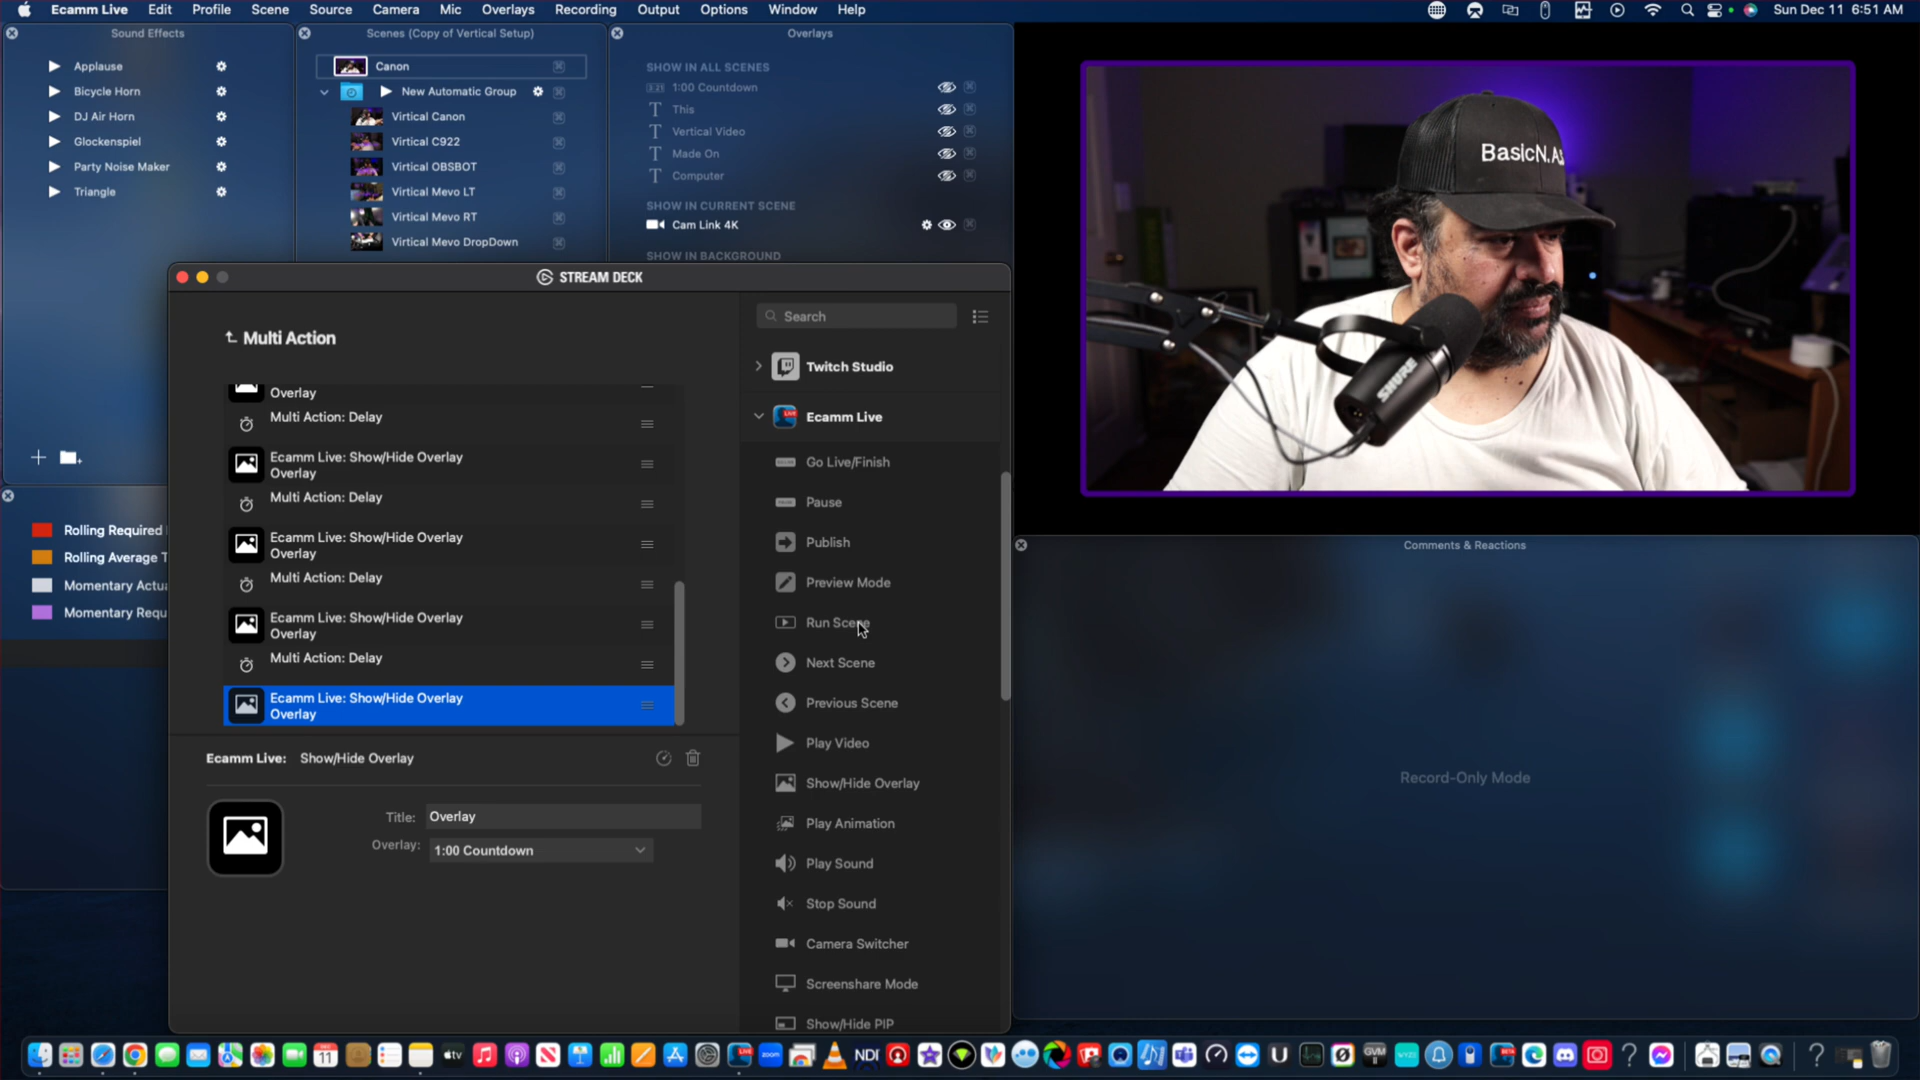 Ecamm Live Edit Profile Scene Source Camera Mic Overlays Recording Output Options Window Help Sun Dec 11 6:51 AM
Sound Effects
Applause
Bicycle Horn
DJ Air Horn
Glockenspiel
Party Noise Maker
Triangle
Scenes (Copy of Vertical Setup)
Canon
New Automatic Group
Virtical Canon
Virtical C922
Virtical OBSBOT
Virtical Mevo LT
Virtical Mevo RT
Virtical Mevo DropDown
Overlays
SHOW IN ALL SCENES
1:00 Countdown
This
Vertical Video
Made On
Computer
SHOW IN CURRENT SCENE
Cam Link 4K
SHOW IN BACKGROUND
BasicN.A
SHURE
Rolling Required
Rolling Average T
Momentary Actua
Momentary Requ
STREAM DECK
Multi Action
Overlay
Multi Action: Delay
Ecamm Live: Show/Hide Overlay
Overlay
Multi Action: Delay
Ecamm Live: Show/Hide Overlay
Overlay
Multi Action: Delay
Ecamm Live: Show/Hide Overlay
Overlay
Multi Action: Delay
Ecamm Live: Show/Hide Overlay
Overlay
Ecamm Live: Show/Hide Overlay
Title: Overlay
Overlay: 1:00 Countdown
Search
Twitch Studio
Ecamm Live
Go Live/Finish
Pause
Publish
Preview Mode
Run Scene
Next Scene
Previous Scene
Play Video
Show/Hide Overlay
Play Animation
Play Sound
Stop Sound
Camera Switcher
Screenshare Mode
Show/Hide PIP
Comments & Reactions
Record-Only Mode